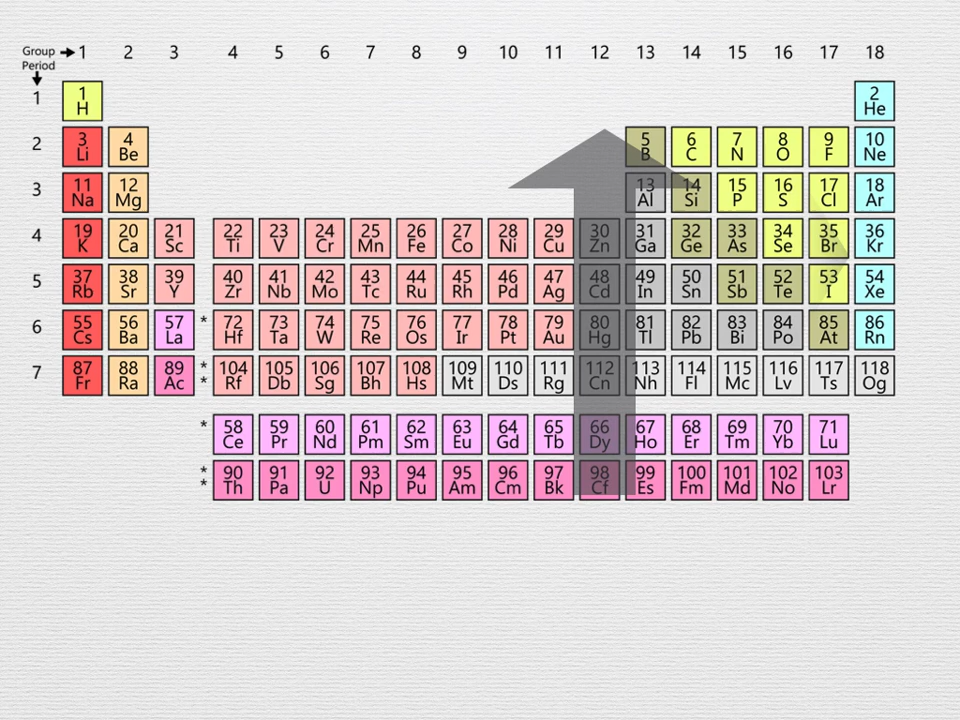 Group → 1 2 3 4 5 6 7 8 9 10 11 12 13 14 15 16 17 18
Period
1 1 H 2 He
2 3 Li 4 Be 5 B 6 C 7 N 8 O 9 F 10 Ne
3 11 Na 12 Mg 13 Al 14 Si 15 P 16 S 17 Cl 18 Ar
4 19 K 20 Ca 21 Sc 22 Ti 23 V 24 Cr 25 Mn 26 Fe 27 Co 28 Ni 29 Cu 30 Zn 31 Ga 32 Ge 33 As 34 Se 35 Br 36 Kr
5 37 Rb 38 Sr 39 Y 40 Zr 41 Nb 42 Mo 43 Tc 44 Ru 45 Rh 46 Pd 47 Ag 48 Cd 49 In 50 Sn 51 Sb 52 Te 53 I 54 Xe
6 55 Cs 56 Ba 57 La * 72 Hf 73 Ta 74 W 75 Re 76 Os 77 Ir 78 Pt 79 Au 80 Hg 81 Tl 82 Pb 83 Bi 84 Po 85 At 86 Rn
7 87 Fr 88 Ra 89 Ac * * 104 Rf 105 Db 106 Sg 107 Bh 108 Hs 109 Mt 110 Ds 111 Rg 112 Cn 113 Nh 114 Fl 115 Mc 116 Lv 117 Ts 118 Og
* 58 Ce 59 Pr 60 Nd 61 Pm 62 Sm 63 Eu 64 Gd 65 Tb 66 Dy 67 Ho 68 Er 69 Tm 70 Yb 71 Lu
* * 90 Th 91 Pa 92 U 93 Np 94 Pu 95 Am 96 Cm 97 Bk 98 Cf 99 Es 100 Fm 101 Md 102 No 103 Lr